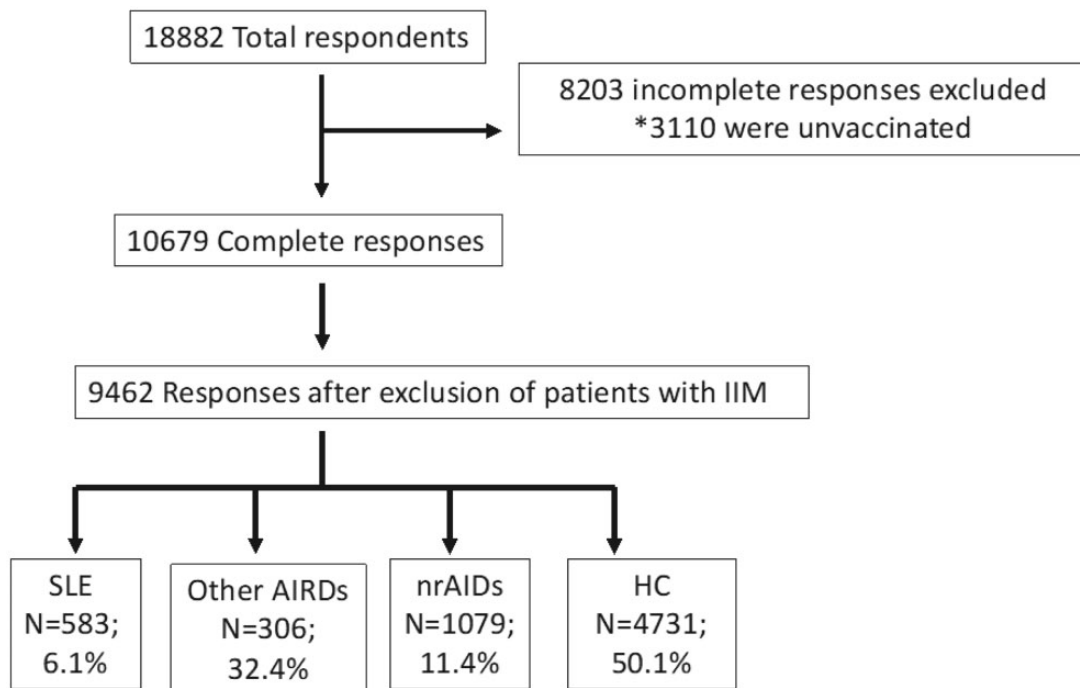 18882 Total respondents
8203 incomplete responses excluded
*3110 were unvaccinated
10679 Complete responses
9462 Responses after exclusion of patients with IIM
SLE
N=583;
6.1%
Other AIRDs
N=306;
32.4%
nrAIDs
N=1079;
11.4%
HC
N=4731;
50.1%